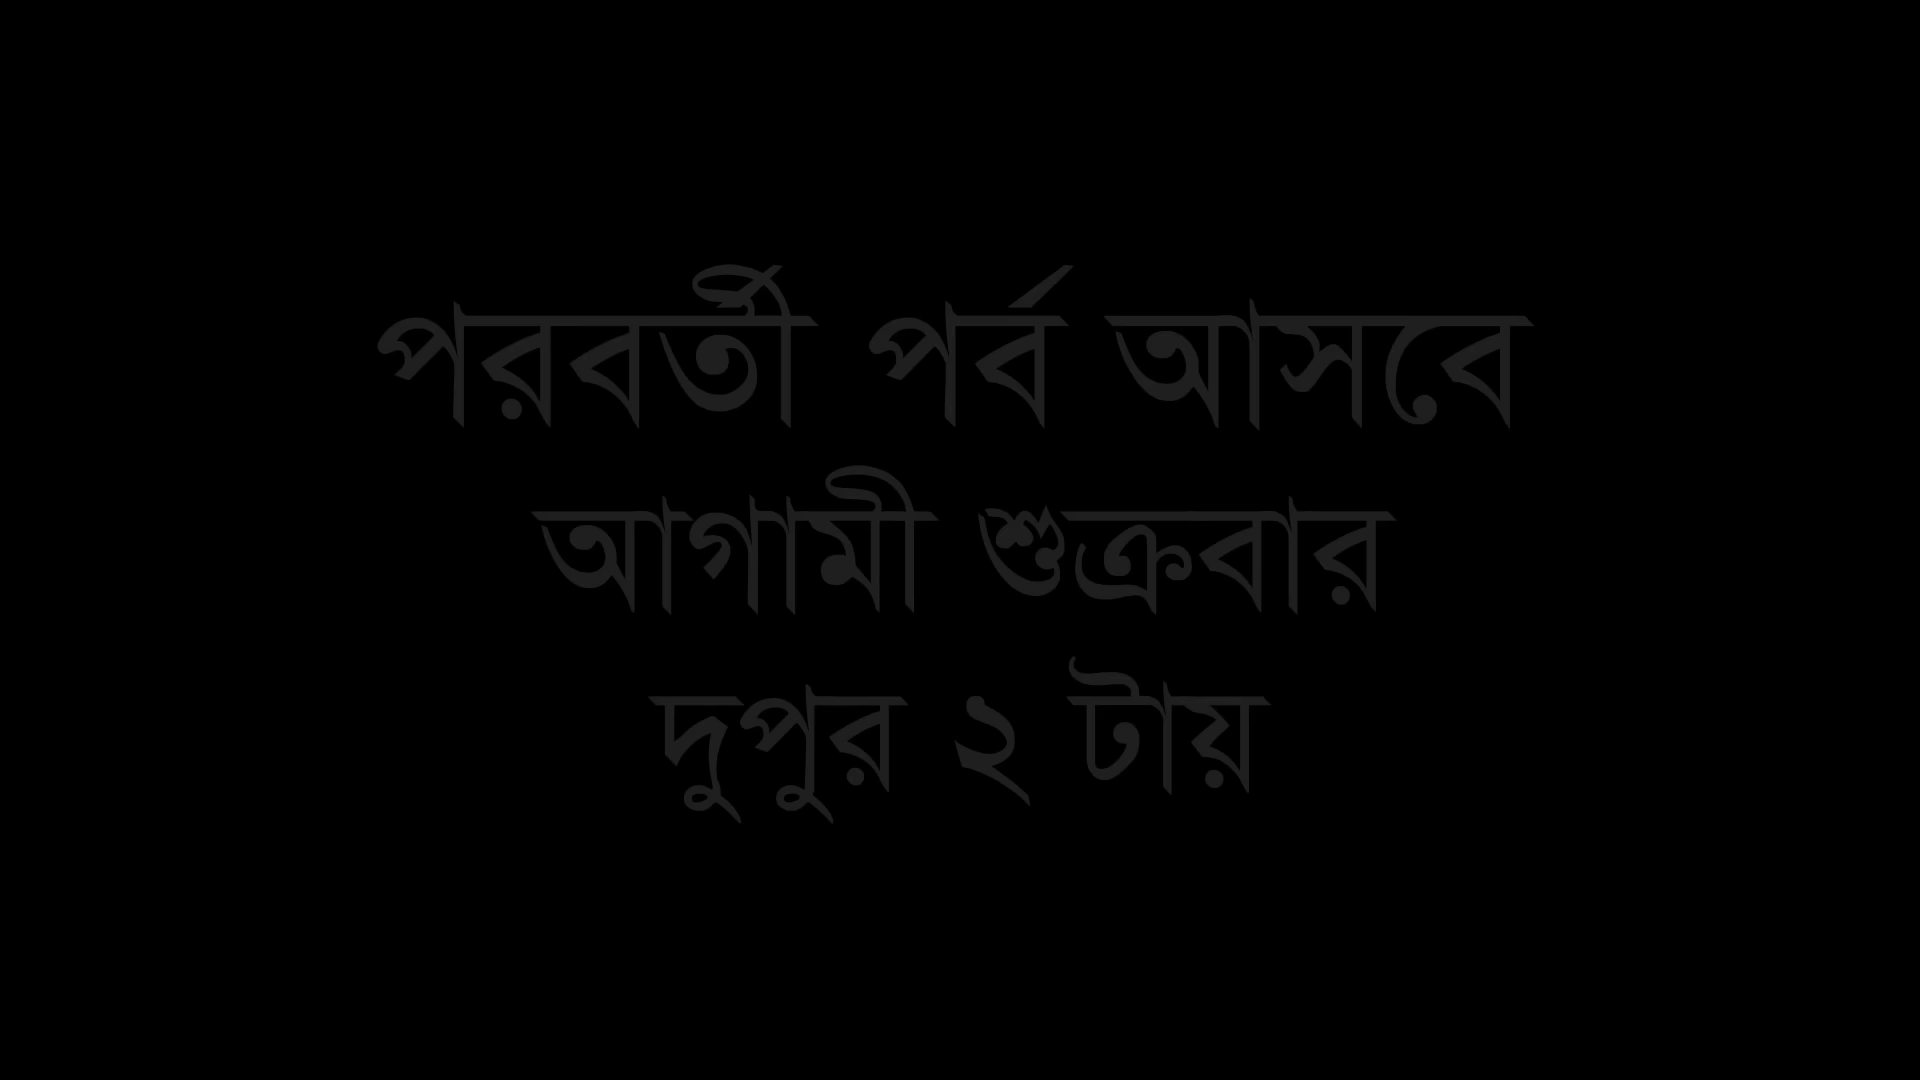 পরবর্তী পর্ব আসবে
আগামী শুক্রবার
দুপুর ২ টায়